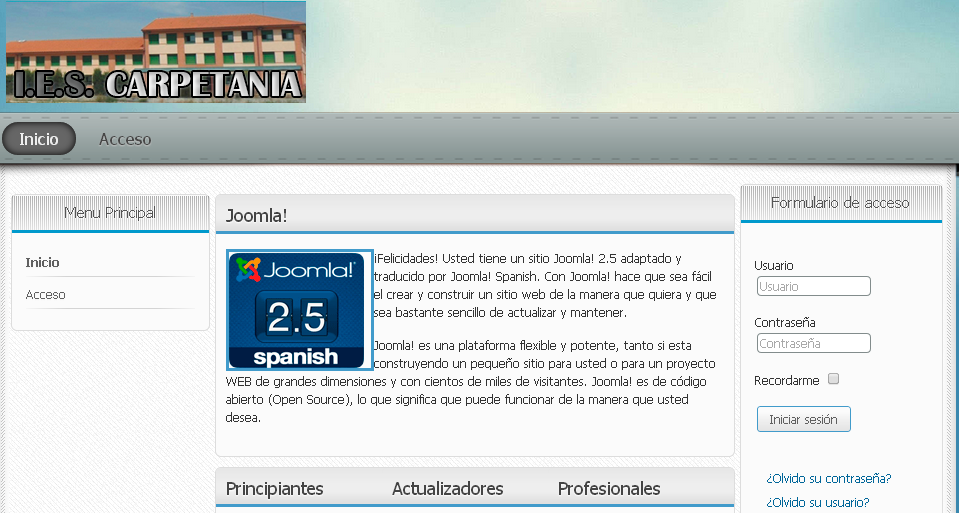 I.E.S. CARPETANIA
Inicio
Acceso
Menu Principal
Inicio
Acceso
Joomla!
Joomla!
2.5
spanish
¡Felicidades! Usted tiene un sitio Joomla! 2.5 adaptado y
traducido por Joomla! Spanish. Con Joomla! hace que sea fácil
el crear y construir un sitio web de la manera que quiera y que
sea bastante sencillo de actualizar y mantener.
Joomla! es una plataforma flexible y potente, tanto si esta
construyendo un pequeño sitio para usted o para un proyecto
WEB de grandes dimensiones y con cientos de miles de visitantes. Joomla! es de código
abierto (Open Source), lo que significa que puede funcionar de la manera que usted
desea.
Principiantes
Actualizadores
Profesionales
Formulario de acceso
Usuario
Usuario
Contraseña
Contraseña
Recordarme
Iniciar sesión
¿Olvido su contraseña?
¿Olvido su usuario?